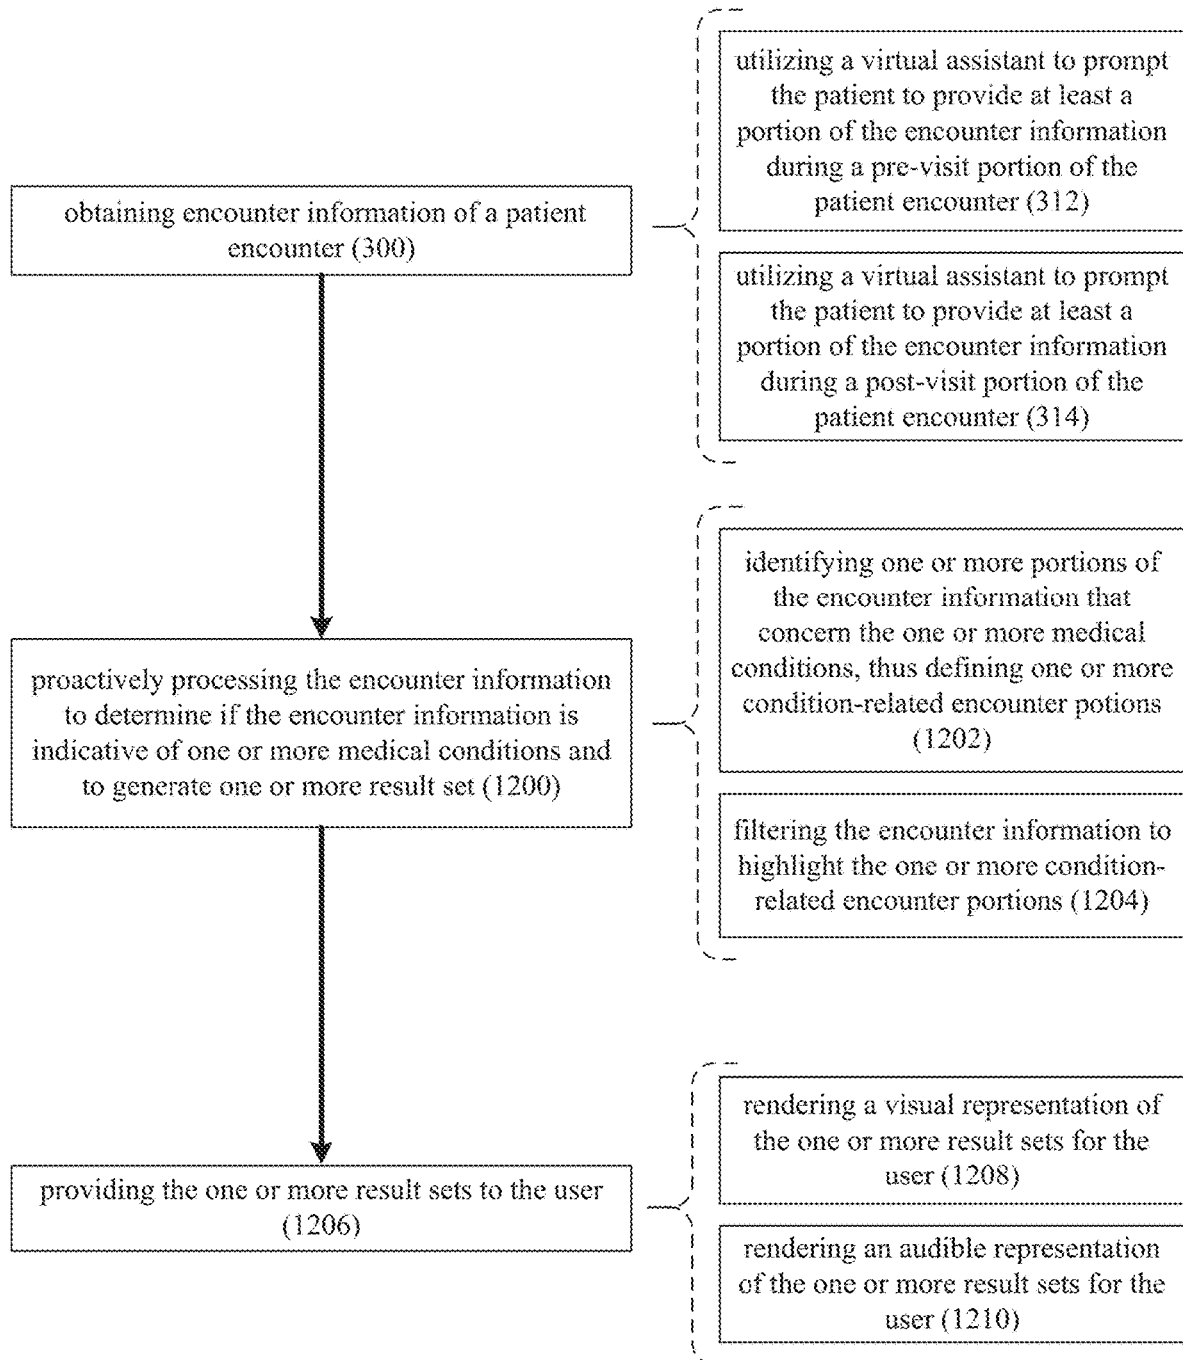 obtaining encounter information of a patient
encounter (300)
utilizing a virtual assistant to prompt
the patient to provide at least a
portion of the encounter information
during a pre-visit portion of the
patient encounter (312)
utilizing a virtual assistant to prompt
the patient to provide at least a
portion of the encounter information
during a post-visit portion of the
patient encounter (314)
proactively processing the encounter information
to determine if the encounter information is
indicative of one or more medical conditions and
to generate one or more result set (1200)
identifying one or more portions of
the encounter information that
concern the one or more medical
conditions, thus defining one or more
condition-related encounter potions
(1202)
filtering the encounter information to
highlight the one or more condition-
related encounter portions (1204)
providing the one or more result sets to the user
(1206)
rendering a visual representation of
the one or more result sets for the
user (1208)
rendering an audible representation
of the one or more result sets for the
user (1210)